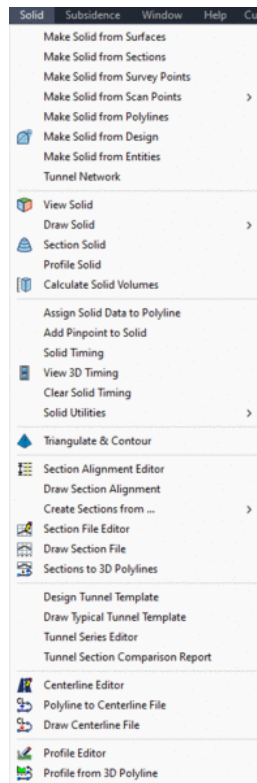 Solid Subsidence Window Help Cu
Make Solid from Surfaces
Make Solid from Sections
Make Solid from Survey Points
Make Solid from Scan Points
Make Solid from Polylines
Make Solid from Design
Make Solid from Entities
Tunnel Network
View Solid
Draw Solid
Section Solid
Profile Solid
Calculate Solid Volumes
Assign Solid Data to Polyline
Add Pinpoint to Solid
Solid Timing
View 3D Timing
Clear Solid Timing
Solid Utilities
Triangulate & Contour
Section Alignment Editor
Draw Section Alignment
Create Sections from ...
Section File Editor
Draw Section File
Sections to 3D Polylines
Design Tunnel Template
Draw Typical Tunnel Template
Tunnel Series Editor
Tunnel Section Comparison Report
Centerline Editor
Polyline to Centerline File
Draw Centerline File
Profile Editor
Profile from 3D Polyline